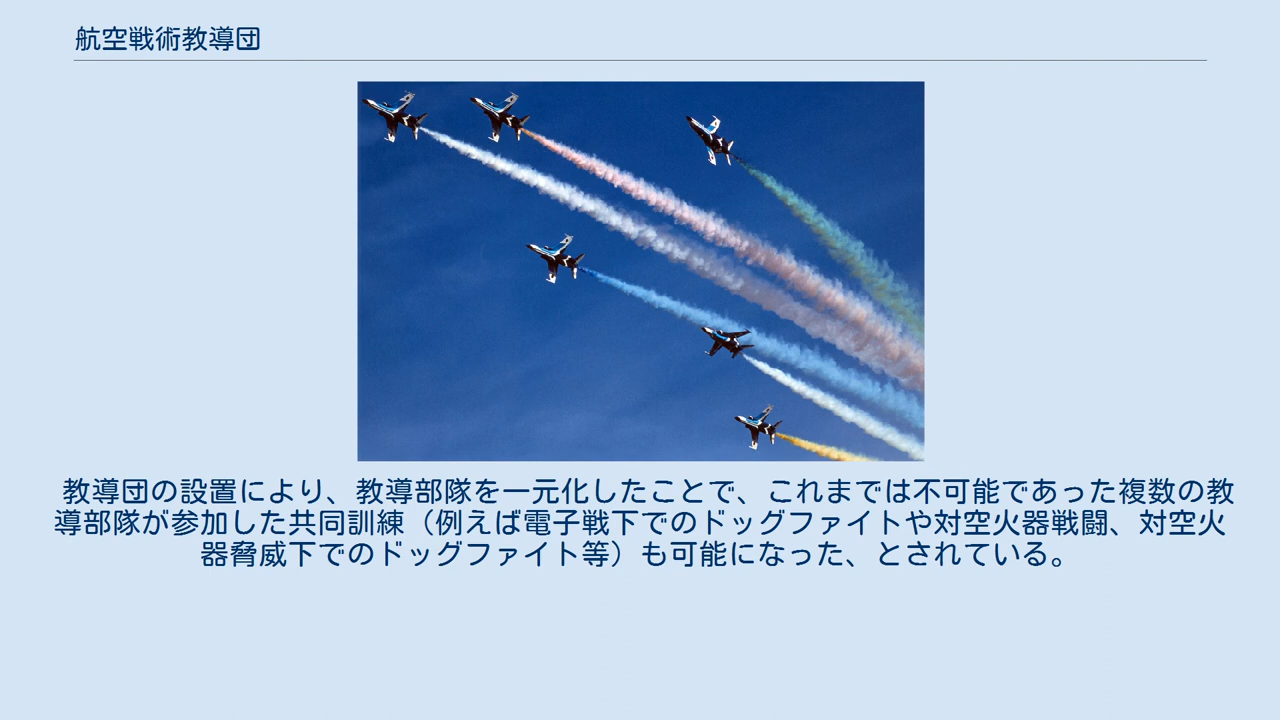 航空戦術教導団
教導団の設置により、教導部隊を一元化したことで、これまでは不可能であった複数の教
導部隊が参加した共同訓練（例えば電子戦下でのドッグファイトや対空火器戦闘、対空火
器脅威下でのドッグファイト等）も可能になった、とされている。